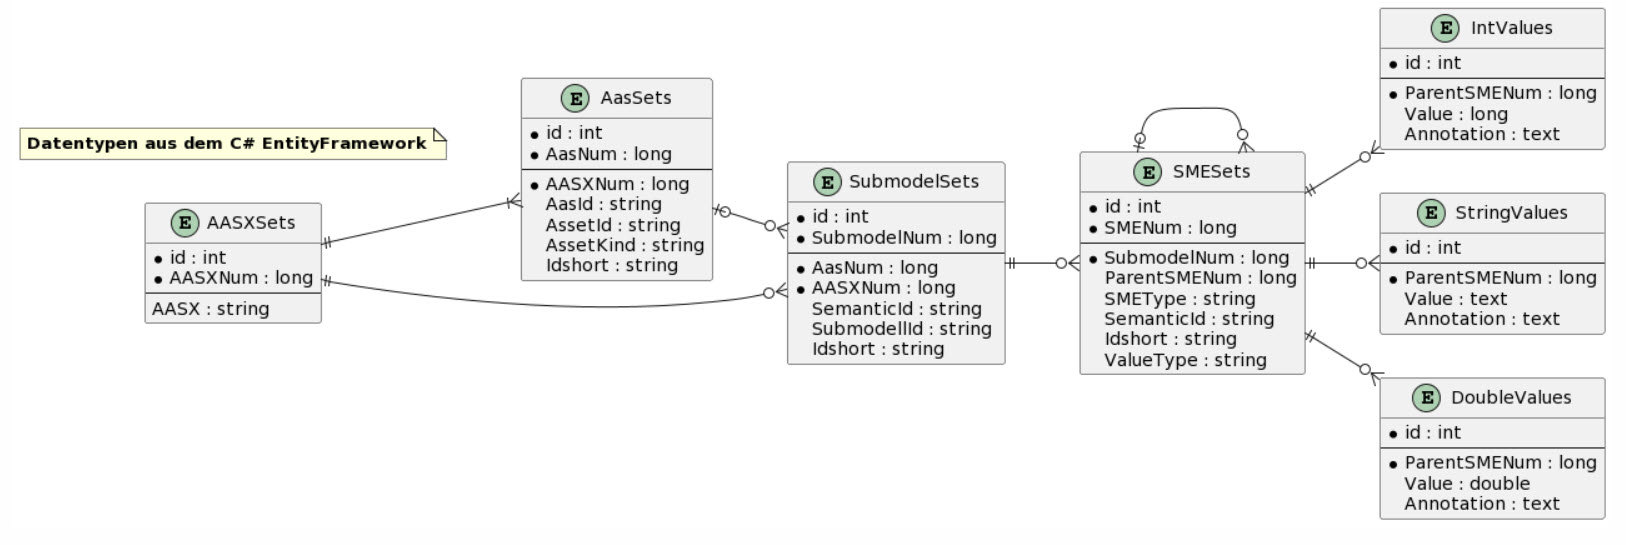 Datentypen aus dem C# EntityFramework
E AASXSets
id : int
AASXNum : long
AASX : string
E AasSets
id : int
AasNum : long
AASXNum : long
AasId : string
AssetId : string
AssetKind : string
Idshort : string
E SubmodelSets
id : int
SubmodelNum : long
AasNum : long
AASXNum : long
SemanticId : string
SubmodellId : string
Idshort : string
E SMESets
id : int
SMENum : long
SubmodelNum : long
ParentSMENum : long
SMEType : string
SemanticId : string
Idshort : string
ValueType : string
E IntValues
id : int
ParentSMENum : long
Value : long
Annotation : text
E StringValues
id : int
ParentSMENum : long
Value : text
Annotation : text
E DoubleValues
id : int
ParentSMENum : long
Value : double
Annotation : text